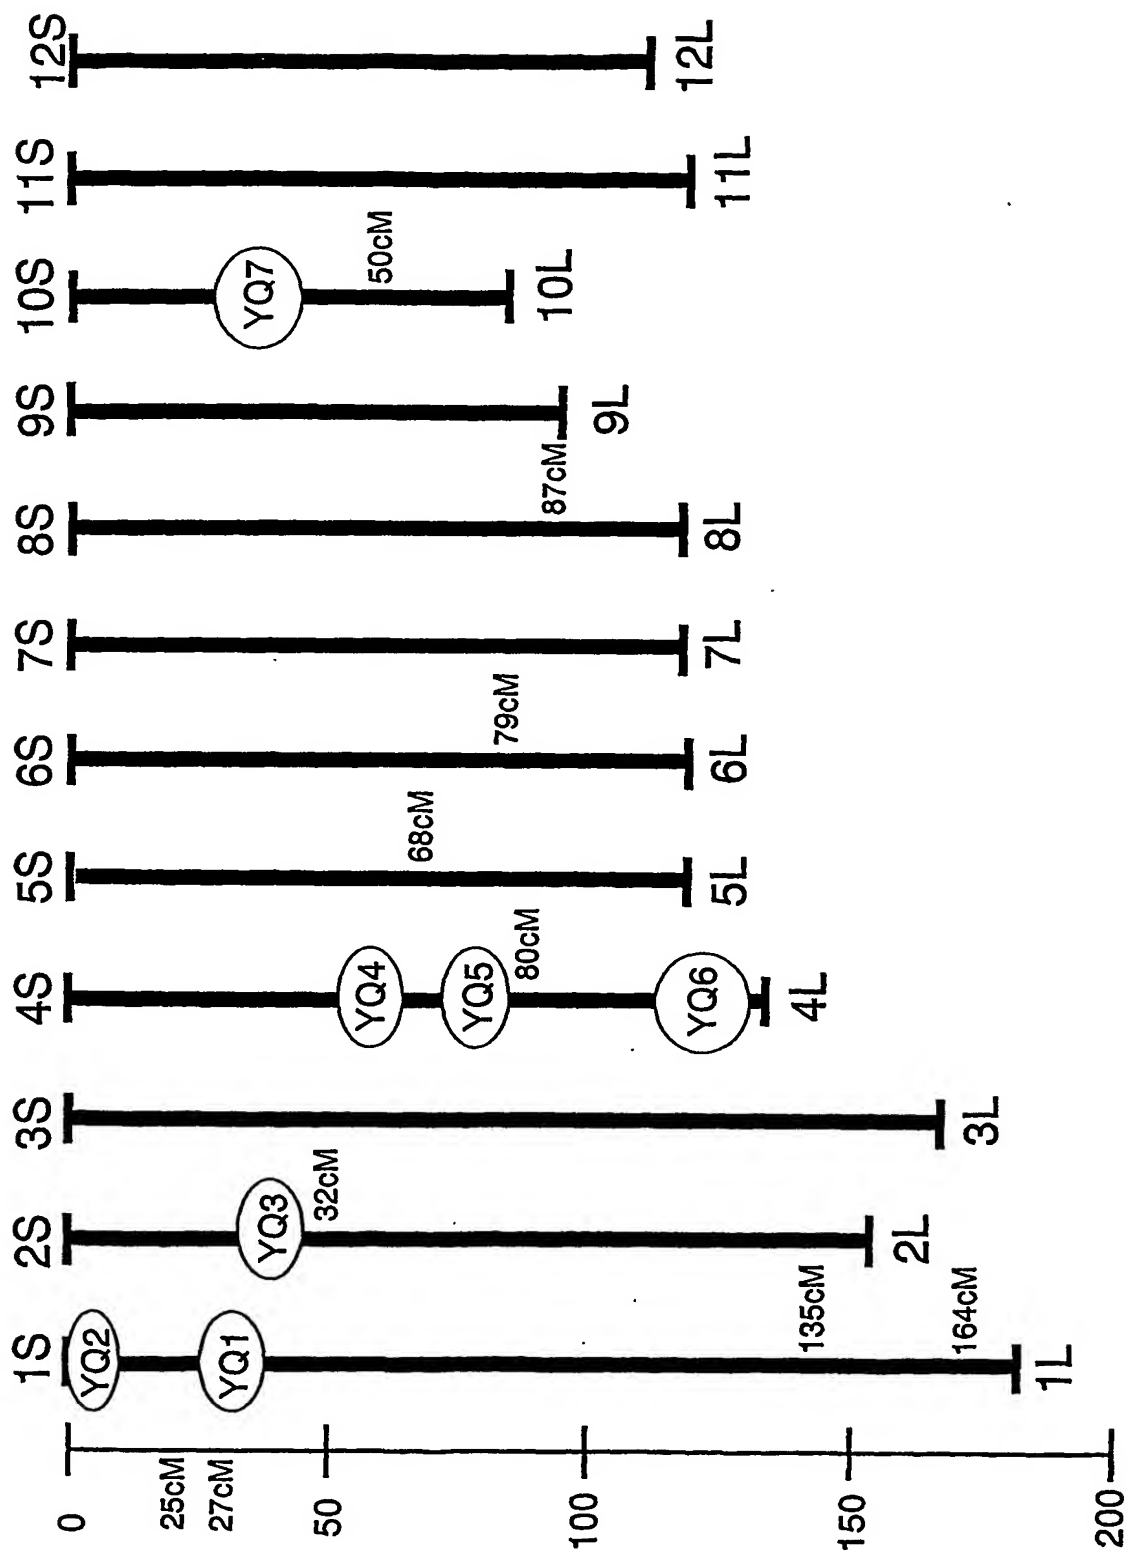 1S 2S 3S 4S 5S 6S 7S 8S 9S 10S 11S 12S
0
YQ2
25cM
27cM
YQ1
YQ3
32cM
YQ7
50cM
50
YQ4
68cM
YQ5
80cM
79cM
87cM
100
YQ6
135cM
150
164cM
200
1L 2L 3L 4L 5L 6L 7L 8L 9L 10L 11L 12L